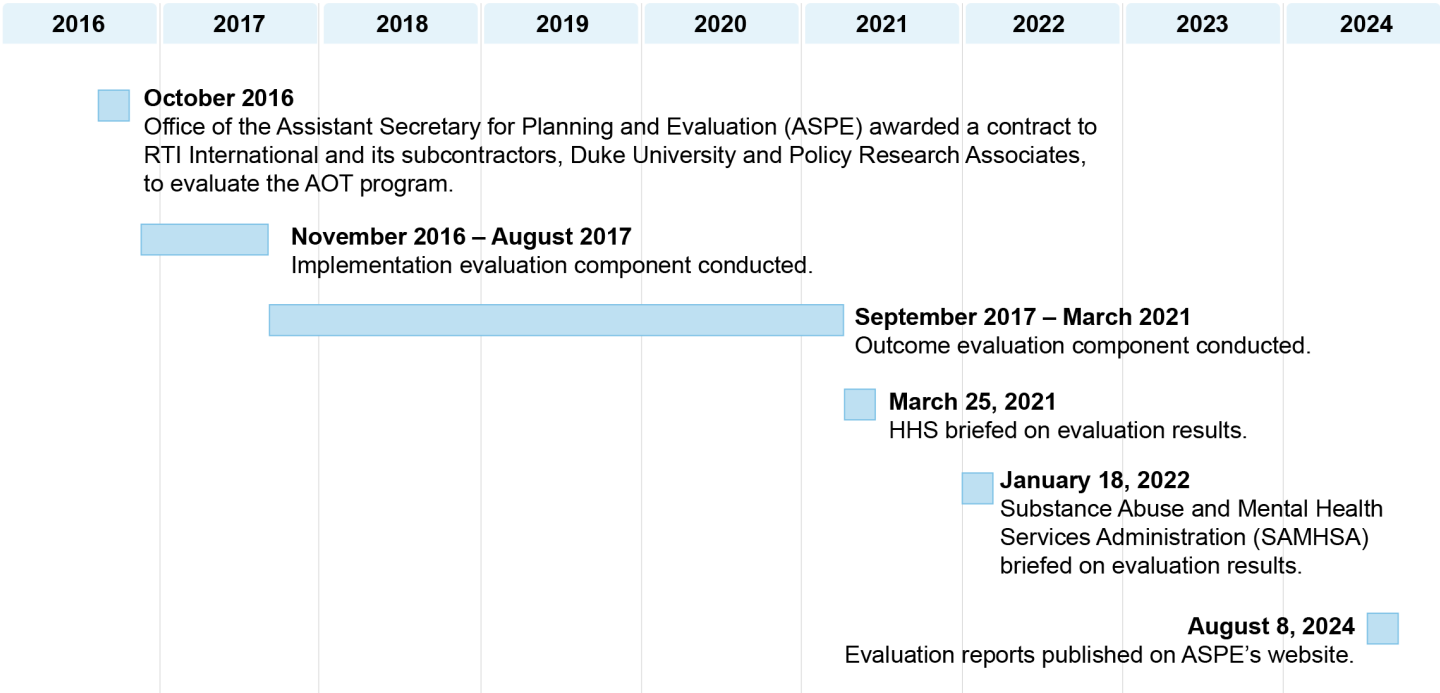 2016 2017 2018 2019 2020 2021 2022 2023 2024
October 2016
Office of the Assistant Secretary for Planning and Evaluation (ASPE) awarded a contract to
RTI International and its subcontractors, Duke University and Policy Research Associates,
to evaluate the AOT program.
November 2016 – August 2017
Implementation evaluation component conducted.
September 2017 – March 2021
Outcome evaluation component conducted.
March 25, 2021
HHS briefed on evaluation results.
January 18, 2022
Substance Abuse and Mental Health
Services Administration (SAMHSA)
briefed on evaluation results.
August 8, 2024
Evaluation reports published on ASPE’s website.